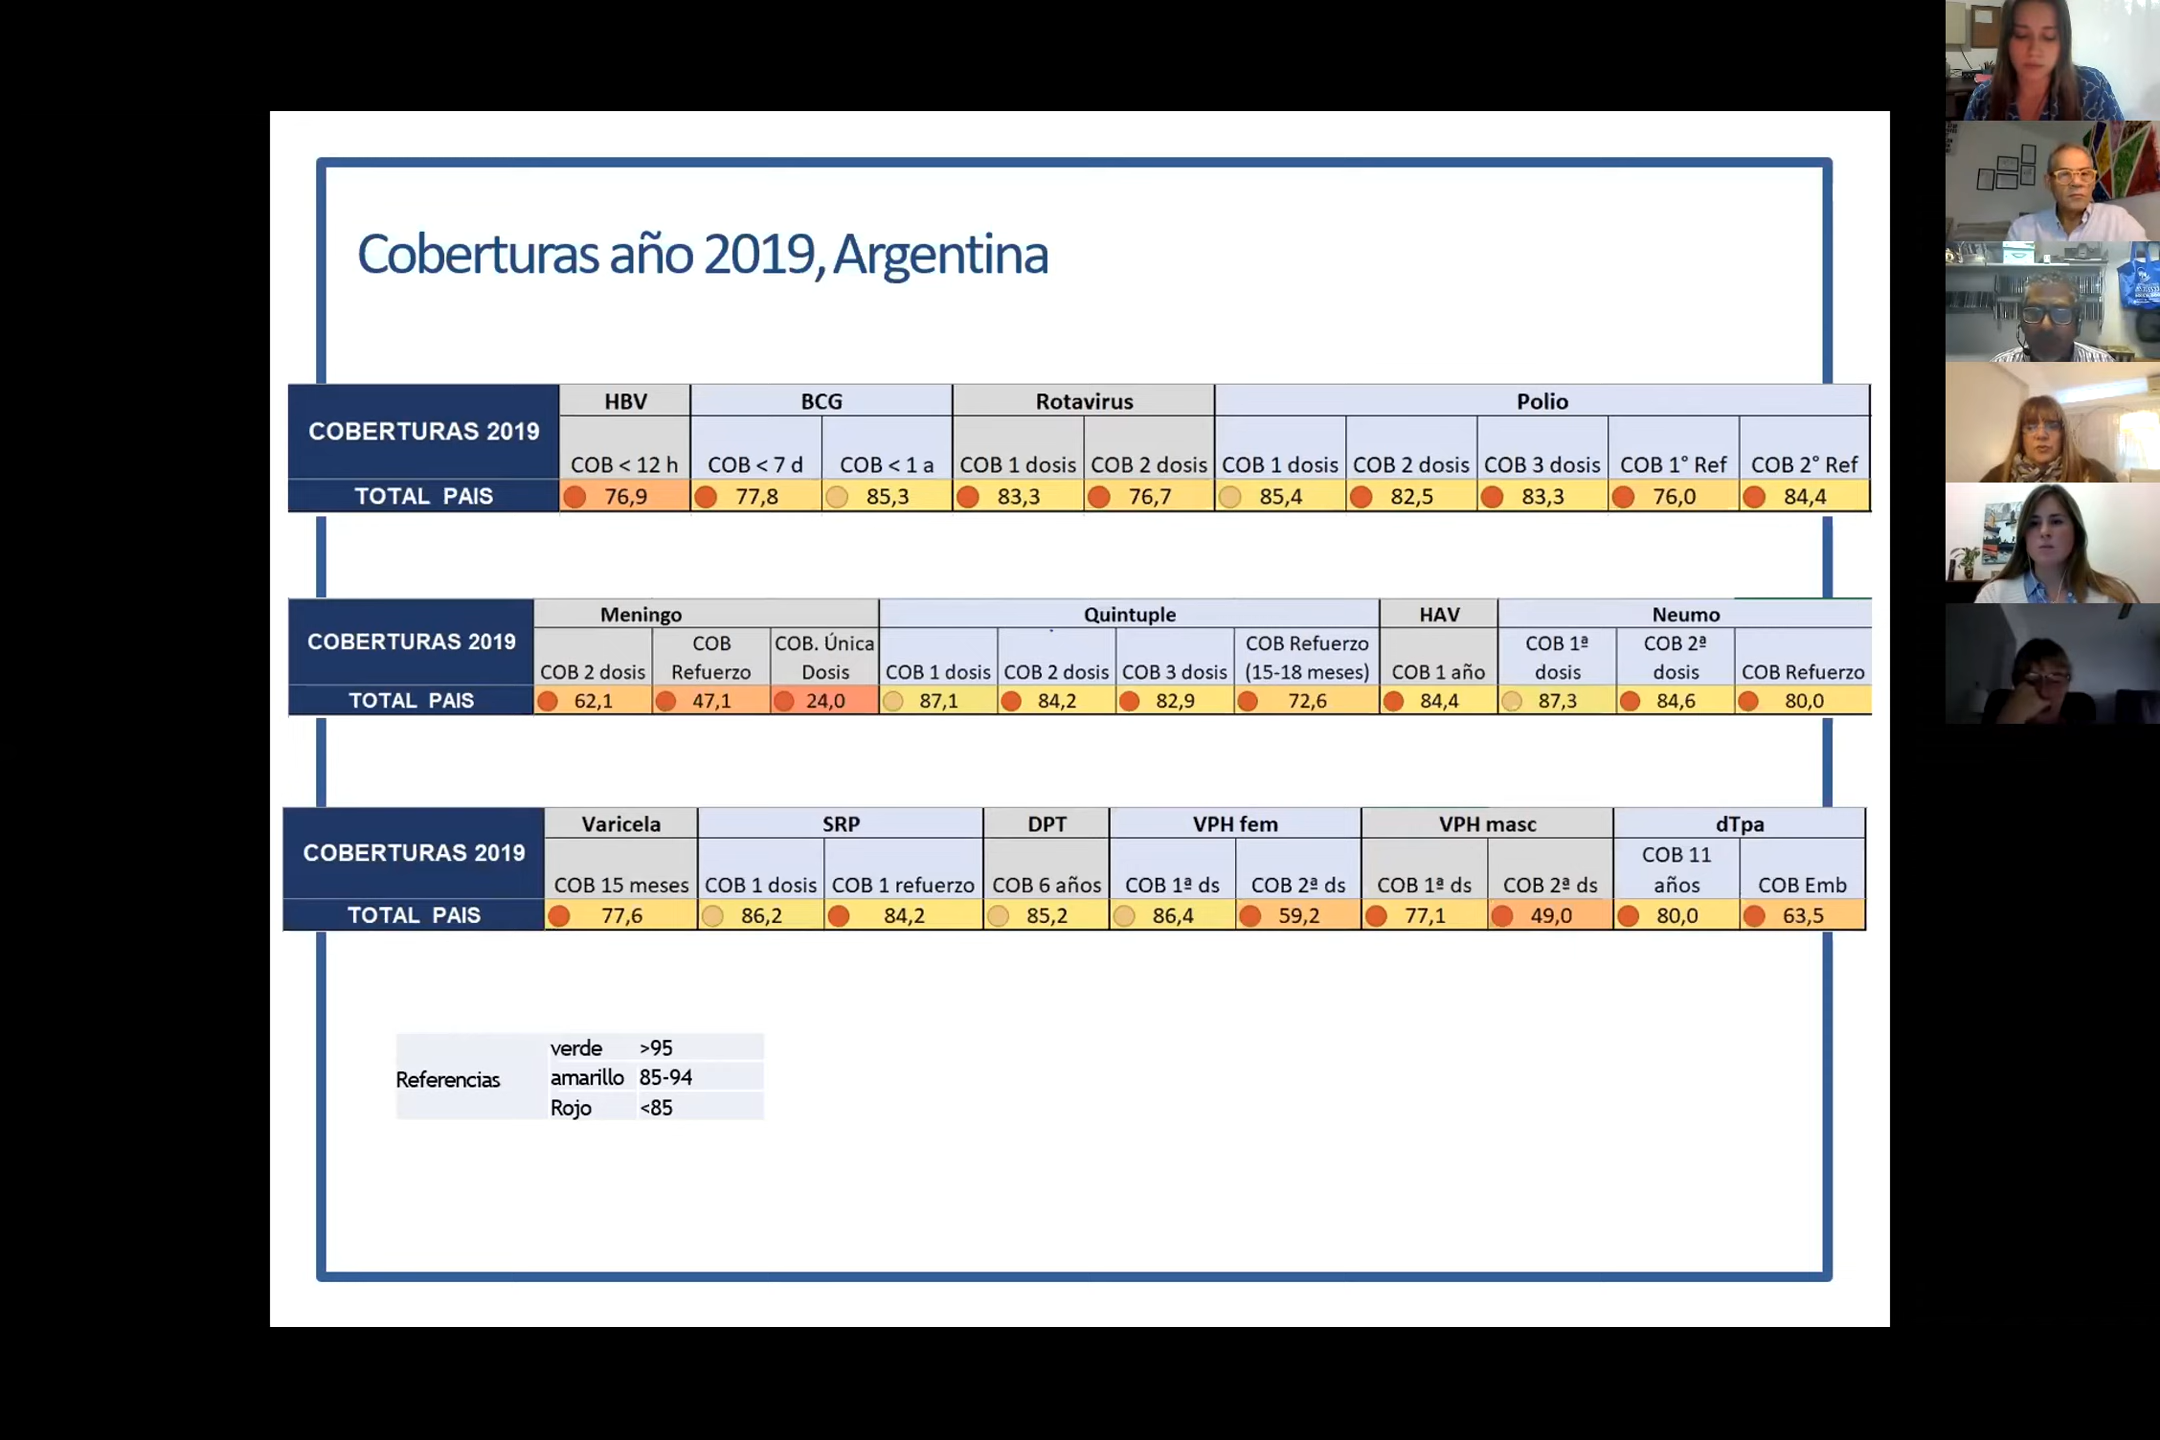 Coberturas año 2019, Argentina
COBERTURAS 2019 HBV BCG Rotavirus Polio
COB < 12 h COB < 7 d COB < 1 a COB 1 dosis COB 2 dosis COB 1 dosis COB 2 dosis COB 3 dosis COB 1° Ref COB 2° Ref
TOTAL PAIS 76,9 77,8 85,3 83,3 76,7 85,4 82,5 83,3 76,0 84,4
COBERTURAS 2019 Meningo Quintuple HAV Neumo
COB 2 dosis COB Refuerzo COB. Única Dosis COB 1 dosis COB 2 dosis COB 3 dosis COB Refuerzo (15-18 meses) COB 1 año COB 1ª dosis COB 2ª dosis COB Refuerzo
TOTAL PAIS 62,1 47,1 24,0 87,1 84,2 82,9 72,6 84,4 87,3 84,6 80,0
COBERTURAS 2019 Varicela SRP DPT VPH fem VPH masc dTpa
COB 15 meses COB 1 dosis COB 1 refuerzo COB 6 años COB 1ª ds COB 2ª ds COB 1ª ds COB 2ª ds COB 11 años COB Emb
TOTAL PAIS 77,6 86,2 84,2 85,2 86,4 59,2 77,1 49,0 80,0 63,5
Referencias
verde >95
amarillo 85-94
Rojo <85